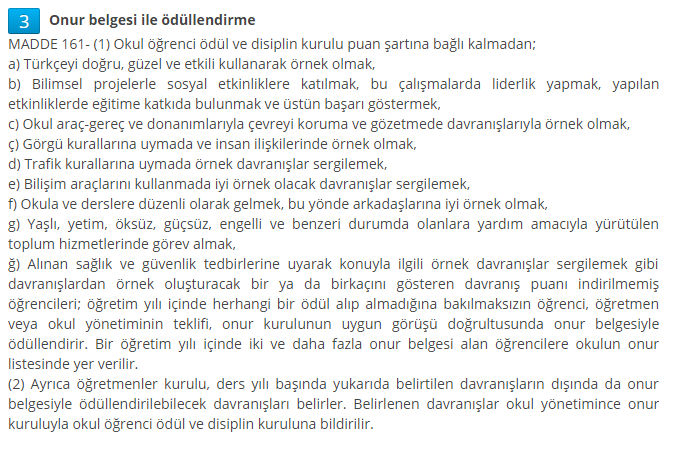 3 Onur belgesi ile ödüllendirme
MADDE 161- (1) Okul öğrenci ödül ve disiplin kurulu puan şartına bağlı kalmadan;
a) Türkçeyi doğru, güzel ve etkili kullanarak örnek olmak,
b) Bilimsel projelerle sosyal etkinliklere katılmak, bu çalışmalarda liderlik yapmak, yapılan
etkinliklerde eğitime katkıda bulunmak ve üstün başarı göstermek,
c) Okul araç-gereç ve donanımlarıyla çevreyi koruma ve gözetmede davranışlarıyla örnek olmak,
ç) Görgü kurallarına uymada ve insan ilişkilerinde örnek olmak,
d) Trafik kurallarına uymada örnek davranışlar sergilemek,
e) Bilişim araçlarını kullanmada iyi örnek olacak davranışlar sergilemek,
f) Okula ve derslere düzenli olarak gelmek, bu yönde arkadaşlarına iyi örnek olmak,
g) Yaşlı, yetim, öksüz, güçsüz, engelli ve benzeri durumda olanlara yardım amacıyla yürütülen
toplum hizmetlerinde görev almak,
ğ) Alınan sağlık ve güvenlik tedbirlerine uyarak konuyla ilgili örnek davranışlar sergilemek gibi
davranışlardan örnek oluşturacak bir ya da birkaçını gösteren davranış puanı indirilmemiş
öğrencileri; öğretim yılı içinde herhangi bir ödül alıp almadığına bakılmaksızın öğrenci, öğretmen
veya okul yönetiminin teklifi, onur kurulunun uygun görüşü doğrultusunda onur belgesiyle
ödüllendirir. Bir öğretim yılı içinde iki ve daha fazla onur belgesi alan öğrencilere okulun onur
listesinde yer verilir.
(2) Ayrıca öğretmenler kurulu, ders yılı başında yukarıda belirtilen davranışların dışında da onur
belgesiyle ödüllendirilebilecek davranışları belirler. Belirlenen davranışlar okul yönetimince onur
kuruluyla okul öğrenci ödül ve disiplin kuruluna bildirilir.